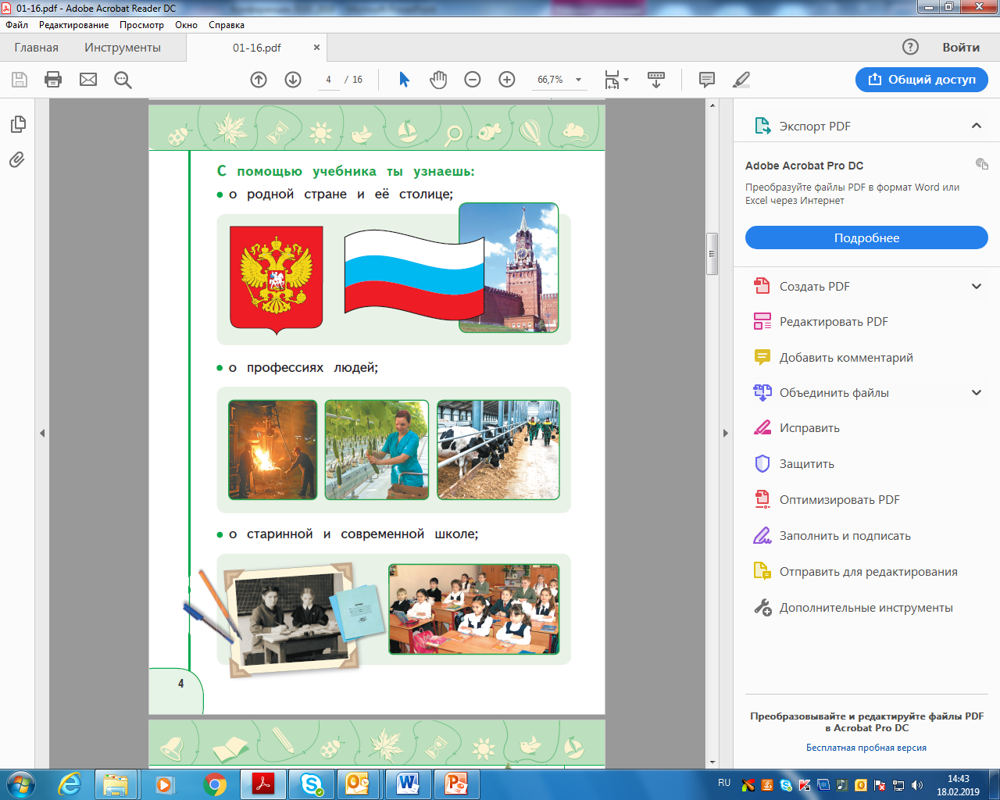 01-16.pdf - Adobe Acrobat Reader DC
Файл Редактирование Просмотр Окно Справка
Главная Инструменты 01-16.pdf × Войти
4 / 16 66,7% Общий доступ
С помощью учебника ты узнаешь:
• о родной стране и её столице;
• о профессиях людей;
• о старинной и современной школе;
4
Экспорт PDF
Adobe Acrobat Pro DC
Преобразуйте файлы PDF в формат Word или
Excel через Интернет
Подробнее
Создать PDF
Редактировать PDF
Добавить комментарий
Объединить файлы
Исправить
Защитить
Оптимизировать PDF
Заполнить и подписать
Отправить для редактирования
Дополнительные инструменты
Преобразовывайте и редактируйте файлы PDF
в Acrobat Pro DC
Бесплатная пробная версия
RU
14:43
18.02.2019